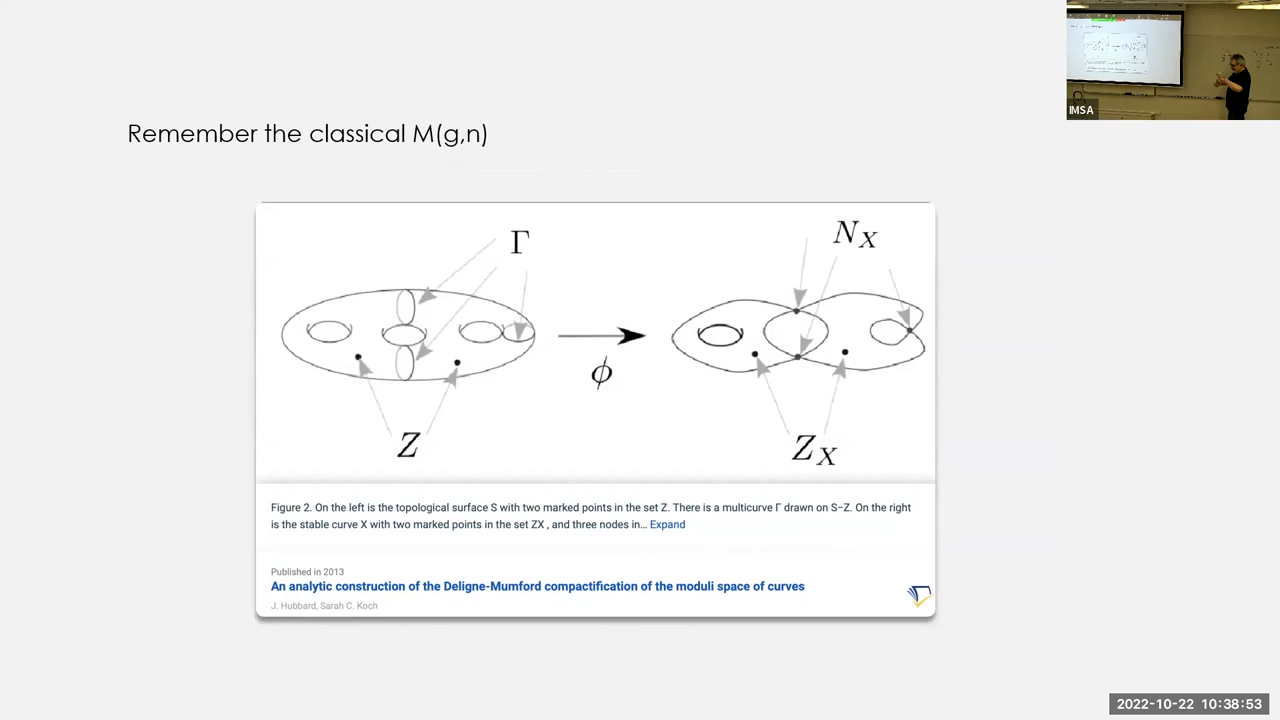 IMSA
Remember the classical M(g,n)
Γ
N_X
ϕ
Z
Z_X
Figure 2. On the left is the topological surface S with two marked points in the set Z. There is a multicurve Γ drawn on S−Z. On the right
is the stable curve X with two marked points in the set ZX , and three nodes in... Expand
Published in 2013
An analytic construction of the Deligne-Mumford compactification of the moduli space of curves
J. Hubbard, Sarah C. Koch
2022-10-22 10:38:53